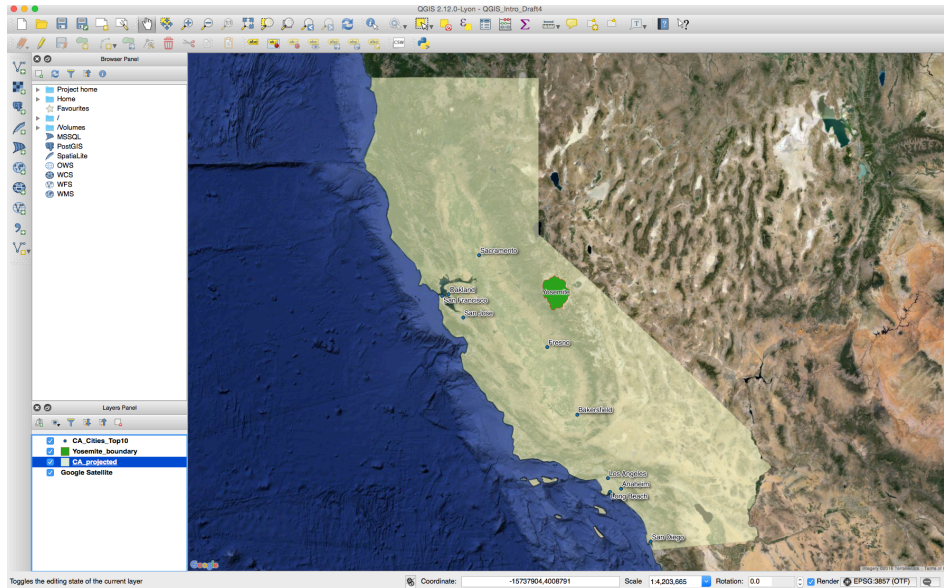 QGIS 2.12.0-Lyon - QGIS_Intro_Draft4
CSW
Browser Panel
Project home
Home
Favourites
/
/Volumes
MSSQL
PostGIS
SpatiaLite
OWS
WCS
WFS
WMS
Layers Panel
CA_Cities_Top10
Yosemite_boundary
CA_projected
Google Satellite
Sacramento
Oakland
San Francisco
San Jose
Yosemite
Fresno
Bakersfield
Los Angeles
Anaheim
Long Beach
San Diego
Google
Toggles the editing state of the current layer
Coordinate:
-15737904,4008791
Scale
1:4,203,665
Rotation:
0.0
Render
EPSG:3857 (OTF)